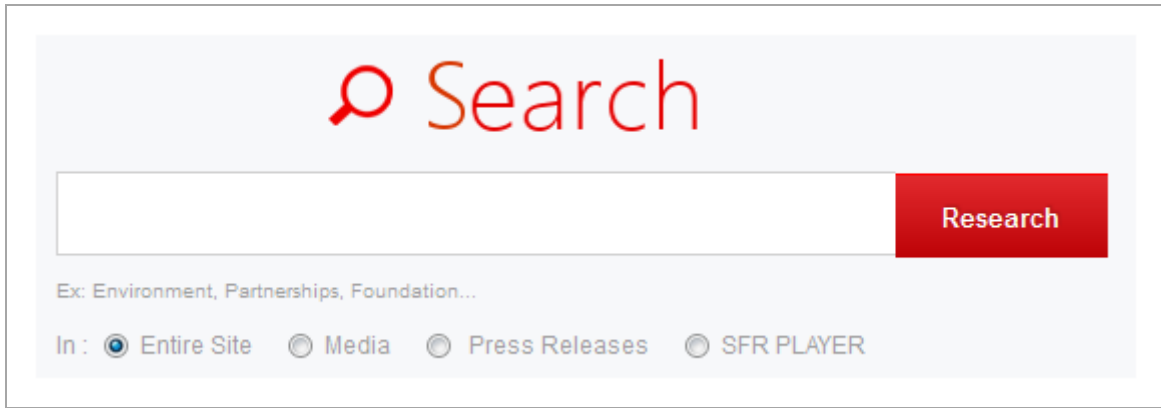 Search
Research
Ex: Environment, Partnerships, Foundation...
In : Entire Site Media Press Releases SFR PLAYER